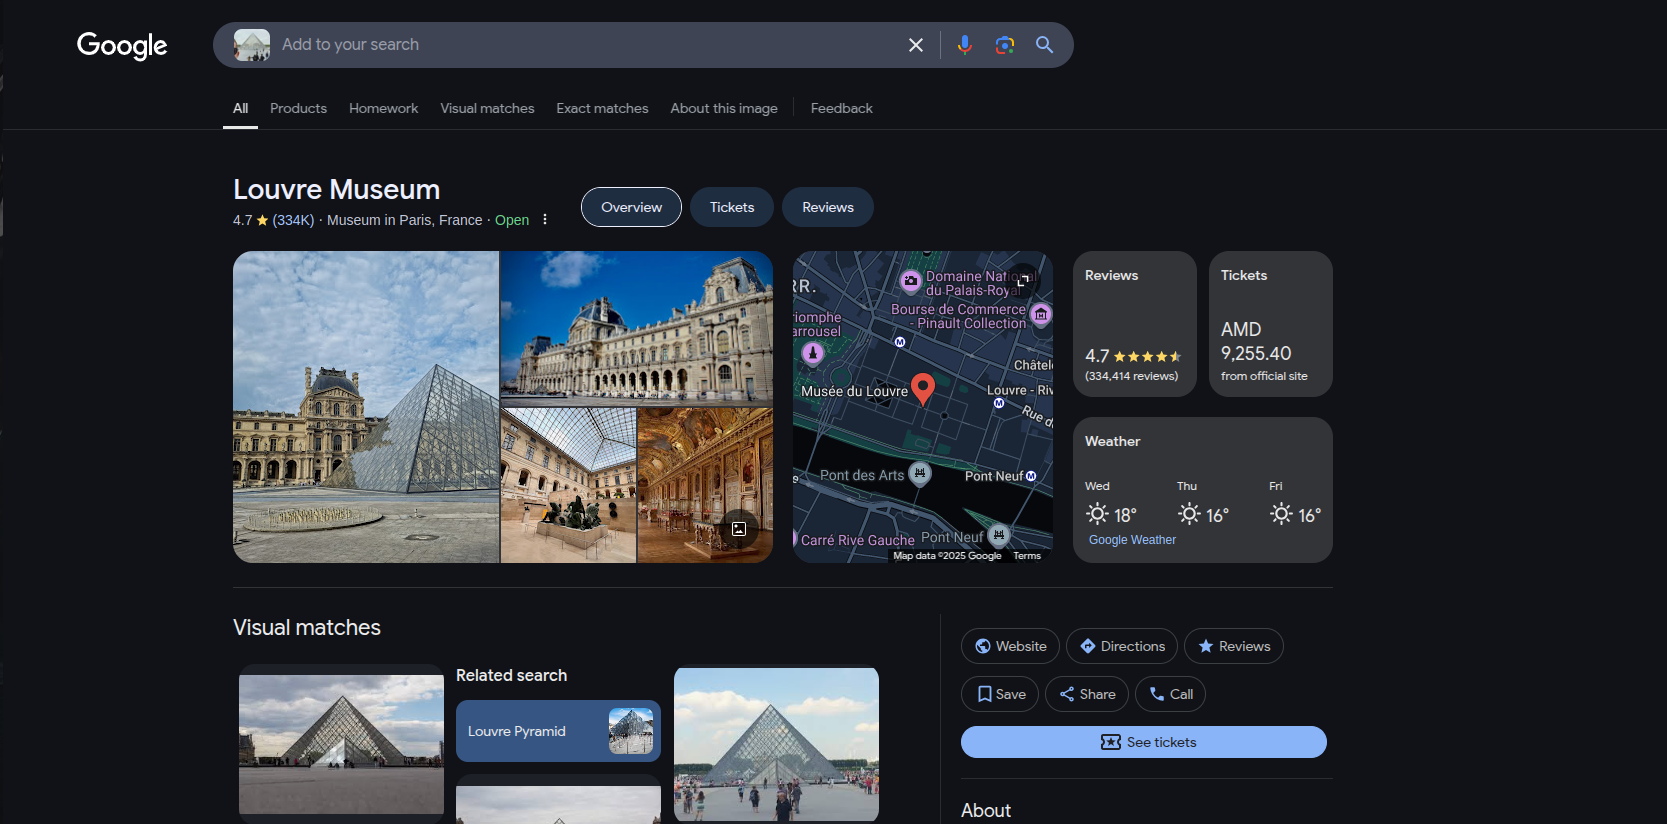 Google
Add to your search
All
Products
Homework
Visual matches
Exact matches
About this image
Feedback
Louvre Museum
4.7 ★ (334K) · Museum in Paris, France · Open
Overview
Tickets
Reviews
RR.
Domaine National
du Palais-Royal
Bourse de Commerce
- Pinault Collection
riomphe
arrousel
Châtele
Musée du Louvre
Louvre - Riv
Rue d
Pont des Arts
Pont Neuf
Carré Rive Gauche
Pont Neuf
Map data ©2025 Google
Terms
Reviews
4.7
(334,414 reviews)
Tickets
AMD
9,255.40
from official site
Weather
Wed
Thu
Fri
18°
16°
16°
Google Weather
Visual matches
Related search
Louvre Pyramid
Website
Directions
Reviews
Save
Share
Call
See tickets
About